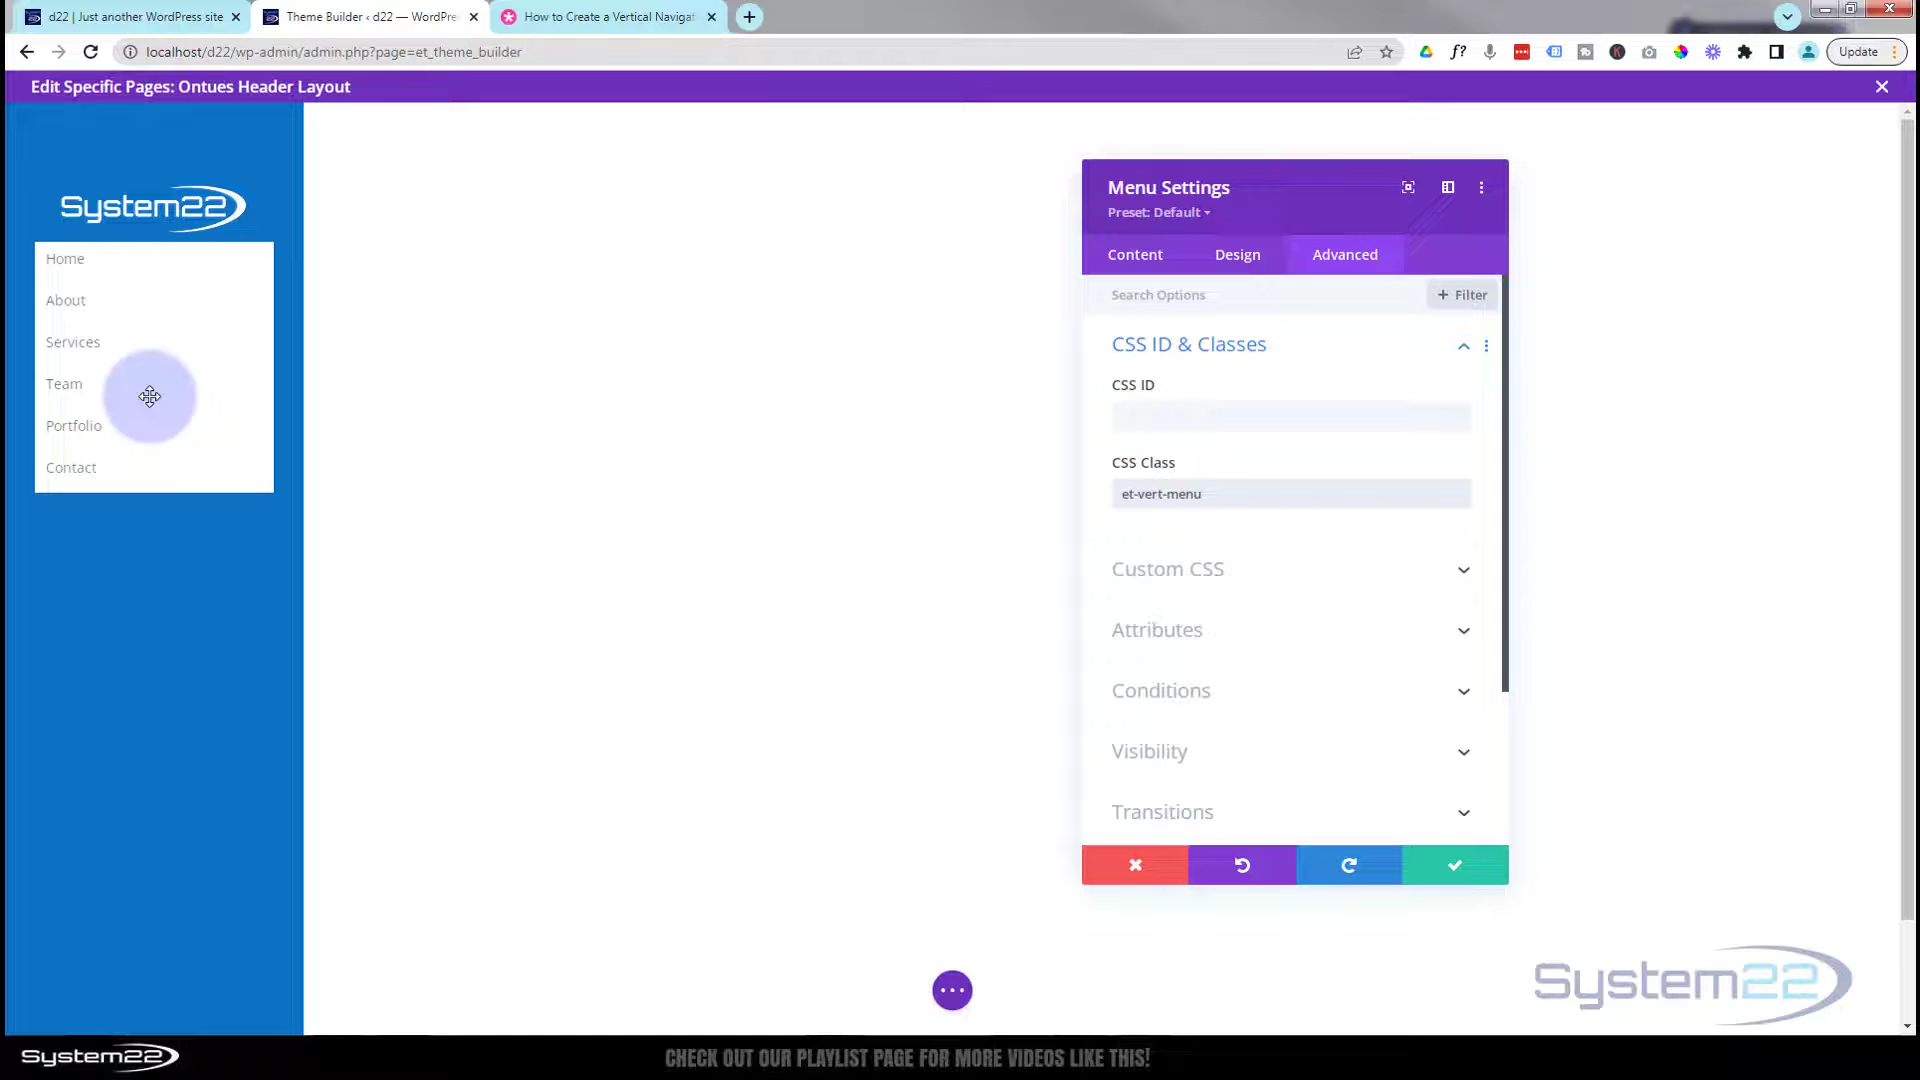 d22 | Just another WordPress site
Theme Builder ‹ d22 — WordPre
How to Create a Vertical Navigat
localhost/d22/wp-admin/admin.php?page=et_theme_builder
Update
Edit Specific Pages: Ontues Header Layout
System22
Home
About
Services
Team
Portfolio
Contact
Menu Settings
Preset: Default
Content
Design
Advanced
Search Options
+ Filter
CSS ID & Classes
CSS ID
CSS Class
et-vert-menu
Custom CSS
Attributes
Conditions
Visibility
Transitions
System22
System22
CHECK OUT OUR PLAYLIST PAGE FOR MORE VIDEOS LIKE THIS!